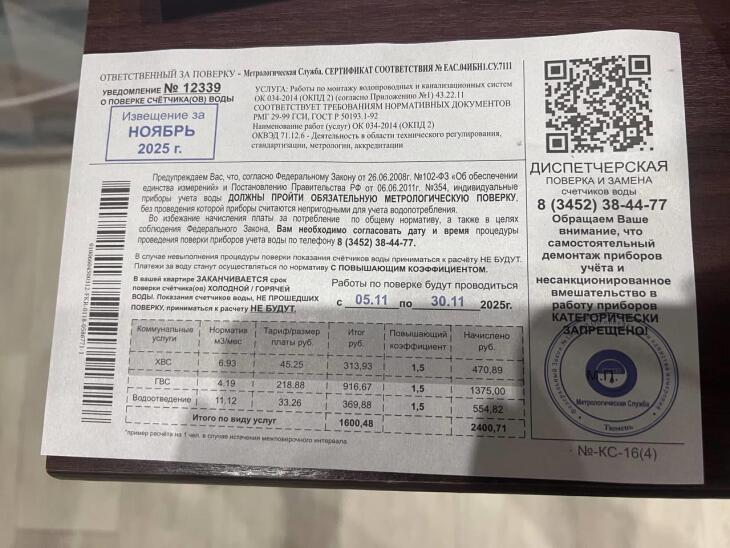 ОТВЕТСТВЕННЫЙ ЗА ПОВЕРКУ - Метрологическая Служба. СЕРТИФИКАТ СООТВЕТСТВИЯ № ЕАС.04ИБН1.СУ.7111
УВЕДОМЛЕНИЕ № 12339
О ПОВЕРКЕ СЧЁТЧИКА(ОВ) ВОДЫ
Извещение за
НОЯБРЬ
2025 г.
УСЛУГА: Работы по монтажу водопроводных и канализационных систем
ОК 034-2014 (ОКПД 2) (согласно Приложению №1) 43.22.11
СООТВЕТСТВУЕТ ТРЕБОВАНИЯМ НОРМАТИВНЫХ ДОКУМЕНТОВ
РМГ 29-99 ГСИ, ГОСТ Р 50193.1-92
Наименование работ (услуг) ОК 034-2014 (ОКПД 2)
ОКВЭД 71.12.6 - Деятельность в области технического регулирования,
стандартизации, метрологии, аккредитации
Предупреждаем Вас, что, согласно Федеральному Закону от 26.06.2008г. №102-ФЗ «Об обеспечении
единства измерений» и Постановлению Правительства РФ от 06.06.2011г. №354, индивидуальные
приборы учета воды ДОЛЖНЫ ПРОЙТИ ОБЯЗАТЕЛЬНУЮ МЕТРОЛОГИЧЕСКУЮ ПОВЕРКУ,
без проведения которой приборы считаются непригодными для учета водопотребления.
Во избежание начисления платы за потребление по общему нормативу, а также в целях
соблюдения Федерального Закона, Вам необходимо согласовать дату и время процедуры
проведения поверки приборов учета воды по телефону 8 (3452) 38-44-77.
В случае невыполнения процедуры поверки показания счётчиков воды приниматься к расчёту НЕ БУДУТ.
Платежи за воду станут осуществляться по нормативу С ПОВЫШАЮЩИМ КОЭФФИЦИЕНТОМ.
В вашей квартире ЗАКАНЧИВАЕТСЯ срок
поверки счётчика(ов) ХОЛОДНОЙ / ГОРЯЧЕЙ
ВОДЫ. Показания счетчиков воды, НЕ ПРОШЕДШИХ
ПОВЕРКУ, приниматься к расчету НЕ БУДУТ.
Работы по поверке будут проводиться
с 05.11 по 30.11 2025г.
Коммунальные услуги Норматив м3/мес Тариф/размер платы руб. Итог руб. Повышающий коэффициент Начислено руб.
ХВС 6.93 45.25 313,93 1,5 470,89
ГВС 4.19 218.88 916,67 1,5 1375,00
Водоотведение 11,12 33.26 369,88 1,5 554,82
Итого по виду услуг 1600,48 2400,71
*пример расчёта на 1 чел. в случае истечения межповерочного интервала
ДИСПЕТЧЕРСКАЯ
ПОВЕРКА И ЗАМЕНА
счетчиков воды
8 (3452) 38-44-77
Обращаем Ваше
внимание, что
самостоятельный
демонтаж приборов
учёта и
несанкционированное
вмешательство в
работу приборов
КАТЕГОРИЧЕСКИ
ЗАПРЕЩЕНО!
М.П.
Метрологическая Служба
Тюмень
№-КС-16(4)